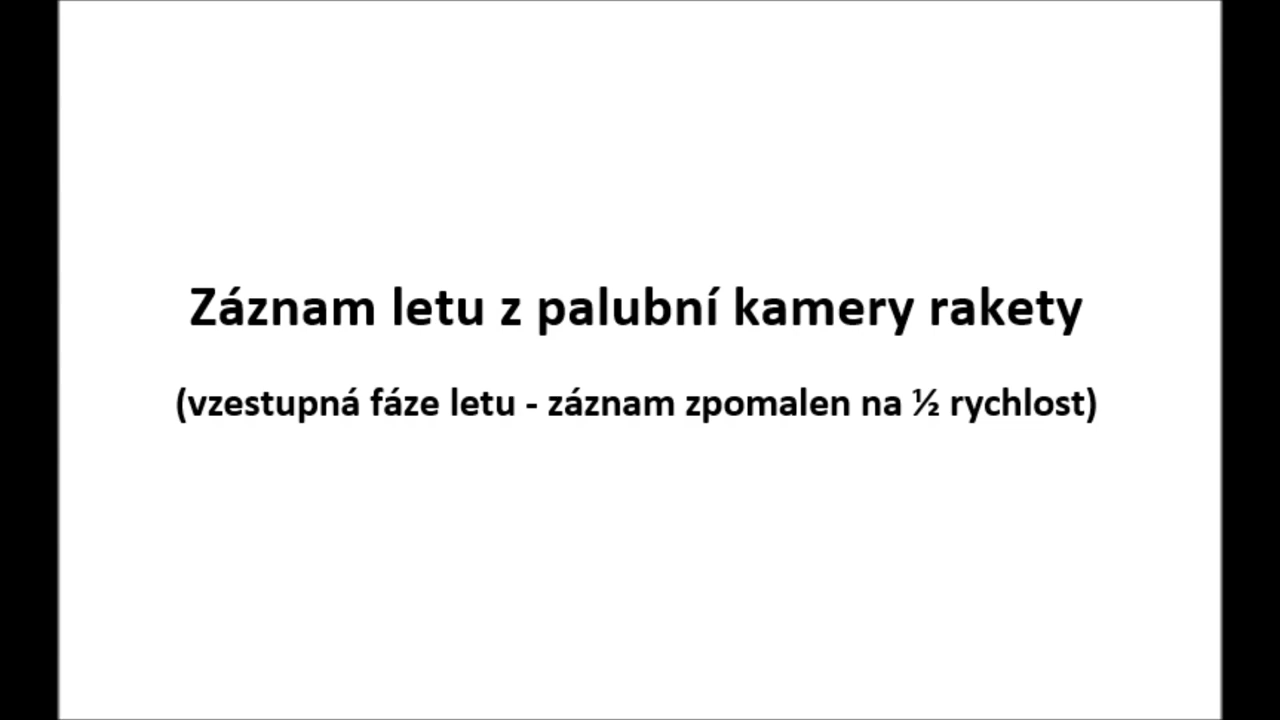 Záznam letu z palubní kamery rakety
(vzestupná fáze letu - záznam zpomalen na ½ rychlost)